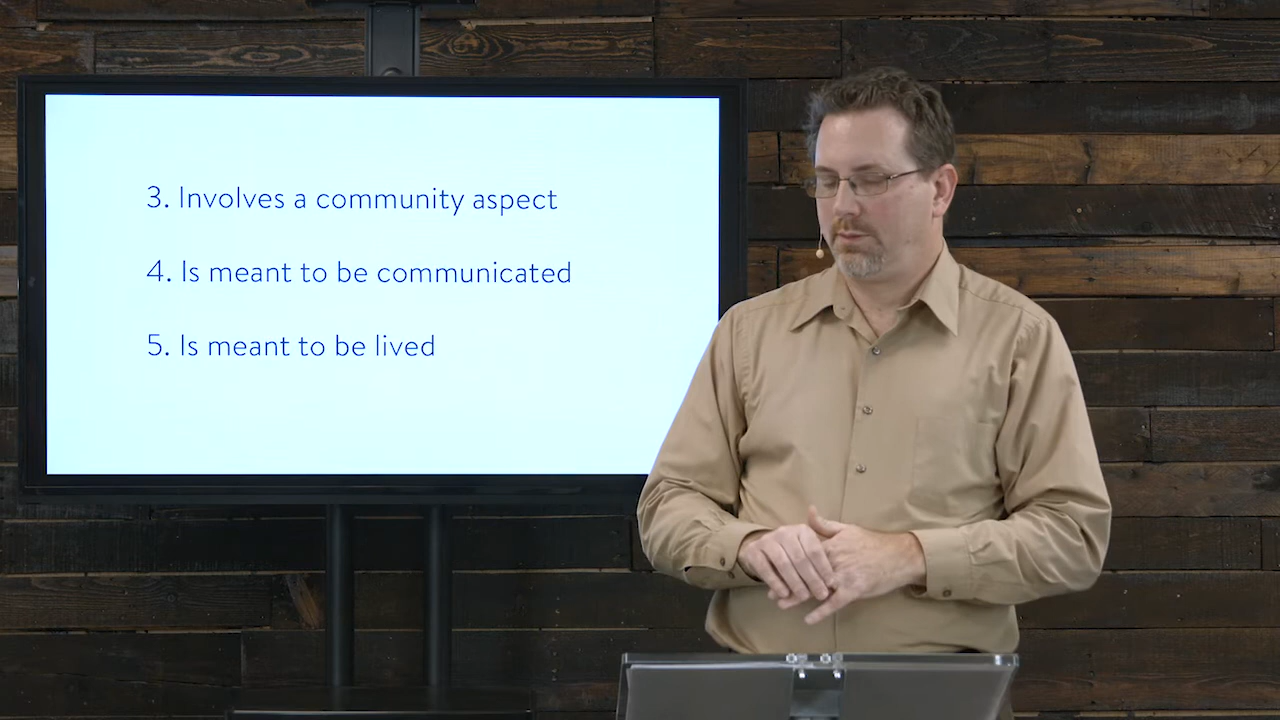 3. Involves a community aspect
4. Is meant to be communicated
5. Is meant to be lived